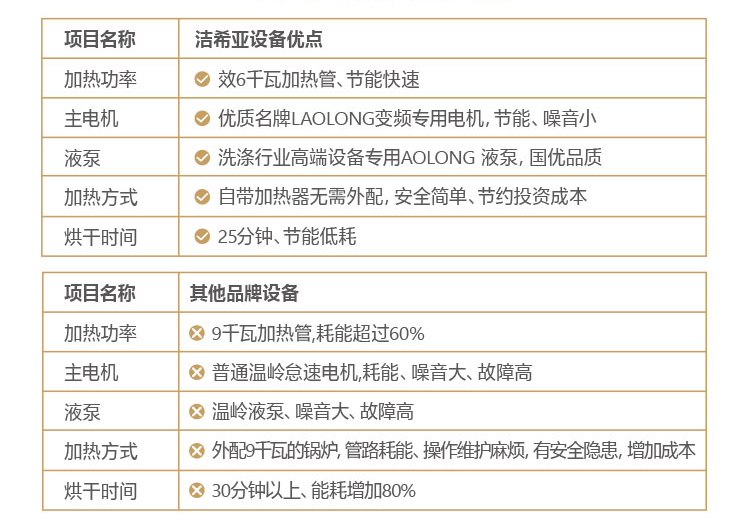 项目名称 洁希亚设备优点
加热功率 效6千瓦加热管、节能快速
主电机 优质名牌LAOLONG变频专用电机,节能、噪音小
液泵 洗涤行业高端设备专用AOLONG 液泵,国优品质
加热方式 自带加热器无需外配,安全简单、节约投资成本
烘干时间 25分钟、节能低耗
项目名称 其他品牌设备
加热功率 9千瓦加热管,耗能超过60%
主电机 普通温岭怠速电机,耗能、噪音大、故障高
液泵 温岭液泵、噪音大、故障高
加热方式 外配9千瓦的锅炉,管路耗能、操作维护麻烦,有安全隐患,增加成本
烘干时间 30分钟以上、能耗增加80%